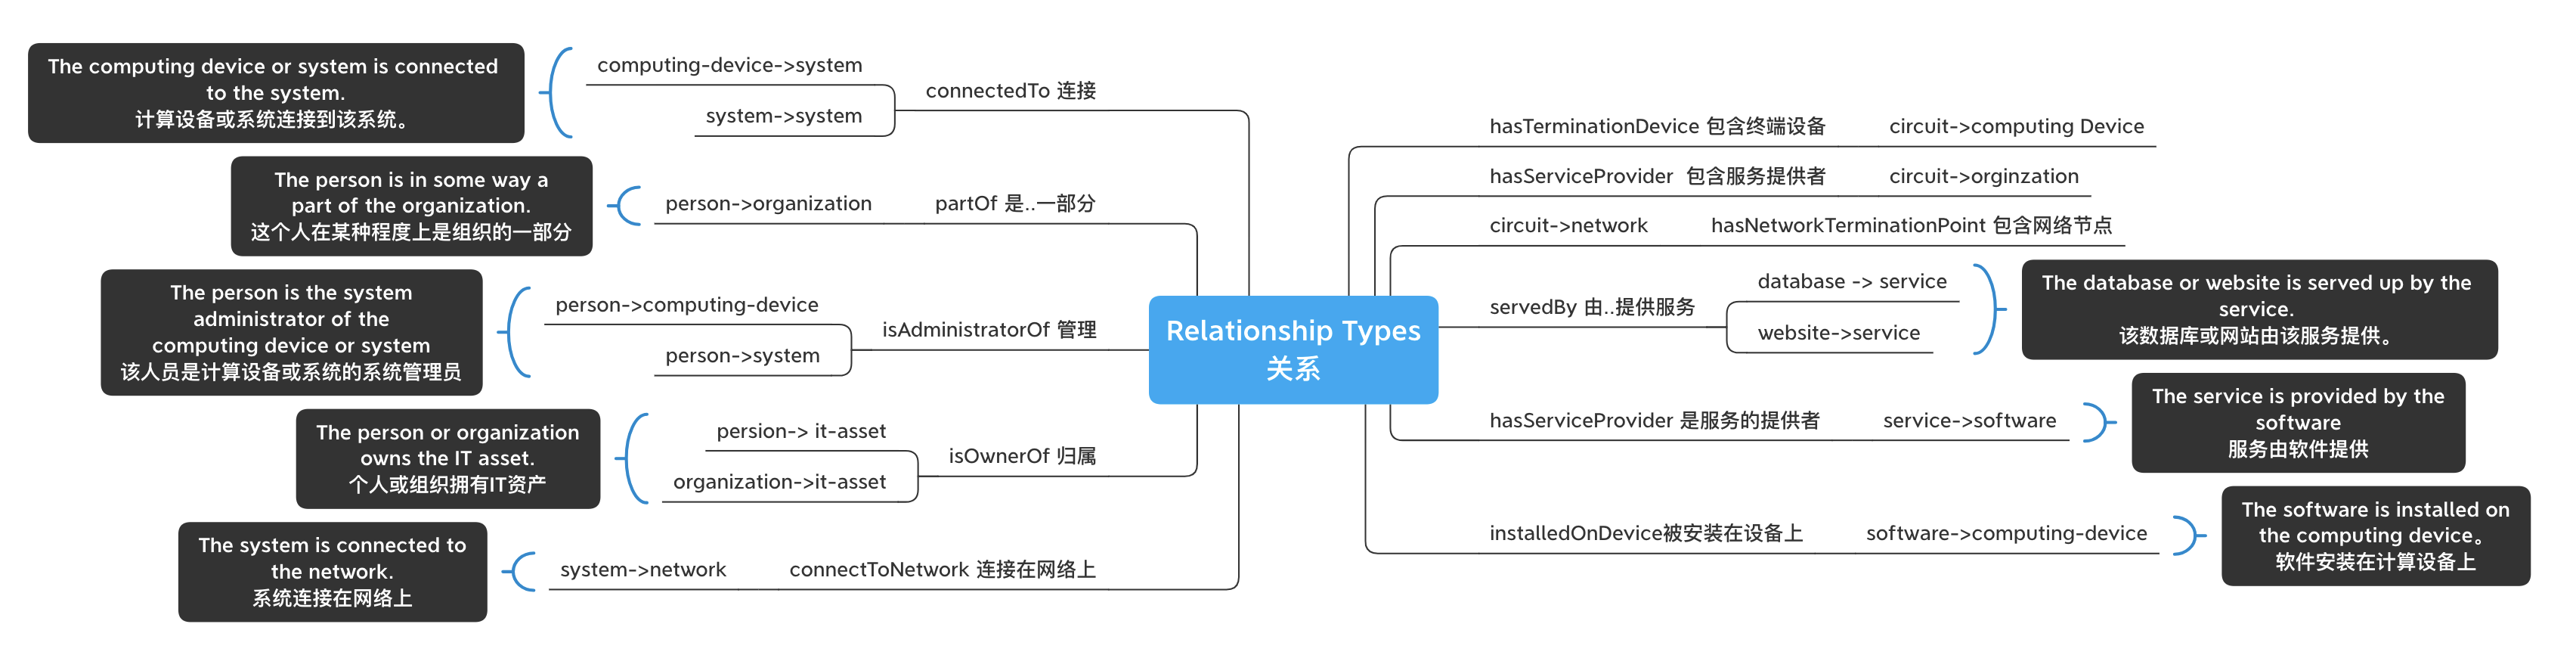 Relationship Types
关系
The computing device or system is connected
to the system.
计算设备或系统连接到该系统。
computing-device->system
system->system
connectedTo 连接
The person is in some way a
part of the organization.
这个人在某种程度上是组织的一部分
person->organization
partOf 是..一部分
The person is the system
administrator of the
computing device or system
该人员是计算设备或系统的系统管理员
person->computing-device
person->system
isAdministratorOf 管理
The person or organization
owns the IT asset.
个人或组织拥有IT资产
persion-> it-asset
organization->it-asset
isOwnerOf 归属
The system is connected to
the network.
系统连接在网络上
system->network
connectToNetwork 连接在网络上
hasTerminationDevice 包含终端设备
circuit->computing Device
hasServiceProvider 包含服务提供者
circuit->orginzation
circuit->network
hasNetworkTerminationPoint 包含网络节点
servedBy 由..提供服务
database -> service
website->service
The database or website is served up by the
service.
该数据库或网站由该服务提供。
hasServiceProvider 是服务的提供者
service->software
The service is provided by the
software
服务由软件提供
installedOnDevice被安装在设备上
software->computing-device
The software is installed on
the computing device。
软件安装在计算设备上